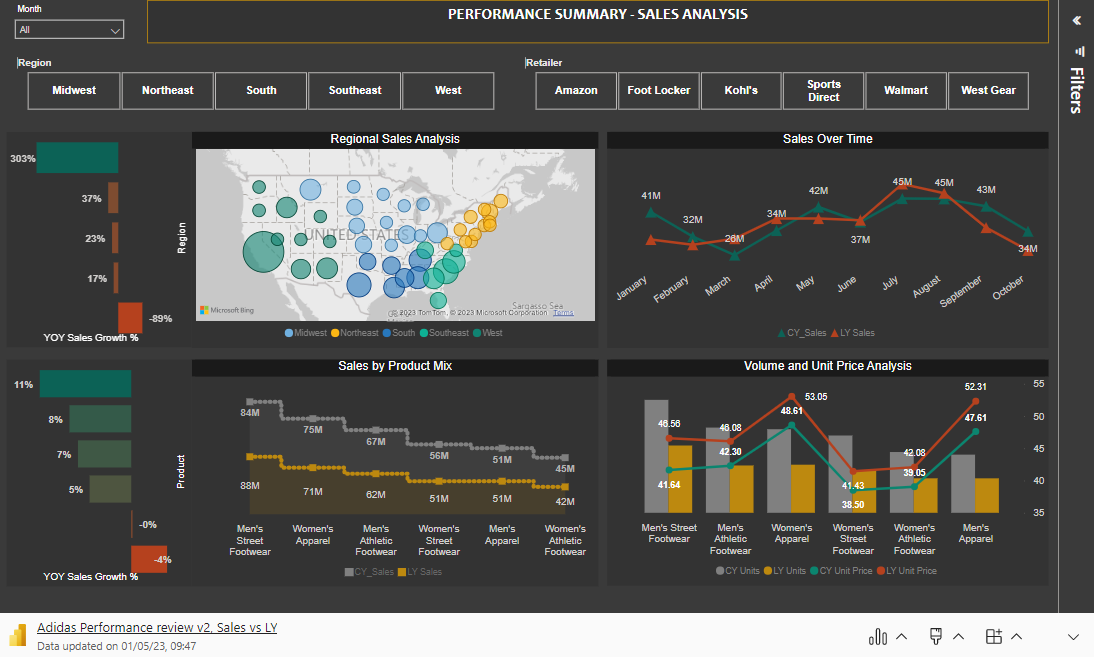 Month
All
PERFORMANCE SUMMARY - SALES ANALYSIS
Filters
Region
Midwest
Northeast
South
Southeast
West
Retailer
Amazon
Foot Locker
Kohl's
Sports
Direct
Walmart
West Gear
303%
37%
23%
17%
-89%
YOY Sales Growth %
Region
Regional Sales Analysis
UNITED STATES
Sargasso Sea
Microsoft Bing
© 2023 TomTom, © 2023 Microsoft Corporation Terms
Midwest Northeast South Southeast West
Sales Over Time
41M
32M
26M
34M
42M
37M
45M
45M
43M
34M
January
February
March
April
May
June
July
August
September
October
CY_Sales LY Sales
11%
8%
7%
5%
-0%
-4%
YOY Sales Growth %
Product
Sales by Product Mix
84M
75M
67M
56M
51M
45M
88M
71M
62M
51M
51M
42M
Men's
Street
Footwear
Women's
Apparel
Men's
Athletic
Footwear
Women's
Street
Footwear
Men's
Apparel
Women's
Athletic
Footwear
CY_Sales LY Sales
Volume and Unit Price Analysis
46.56
46.08
53.05
41.43
42.08
52.31
41.64
42.30
48.61
38.50
39.05
47.61
55
50
45
40
35
Men's Street
Footwear
Men's
Athletic
Footwear
Women's
Apparel
Women's
Street
Footwear
Women's
Athletic
Footwear
Men's
Apparel
CY Units LY Units CY Unit Price LY Unit Price
Adidas Performance review v2, Sales vs LY
Data updated on 01/05/23, 09:47